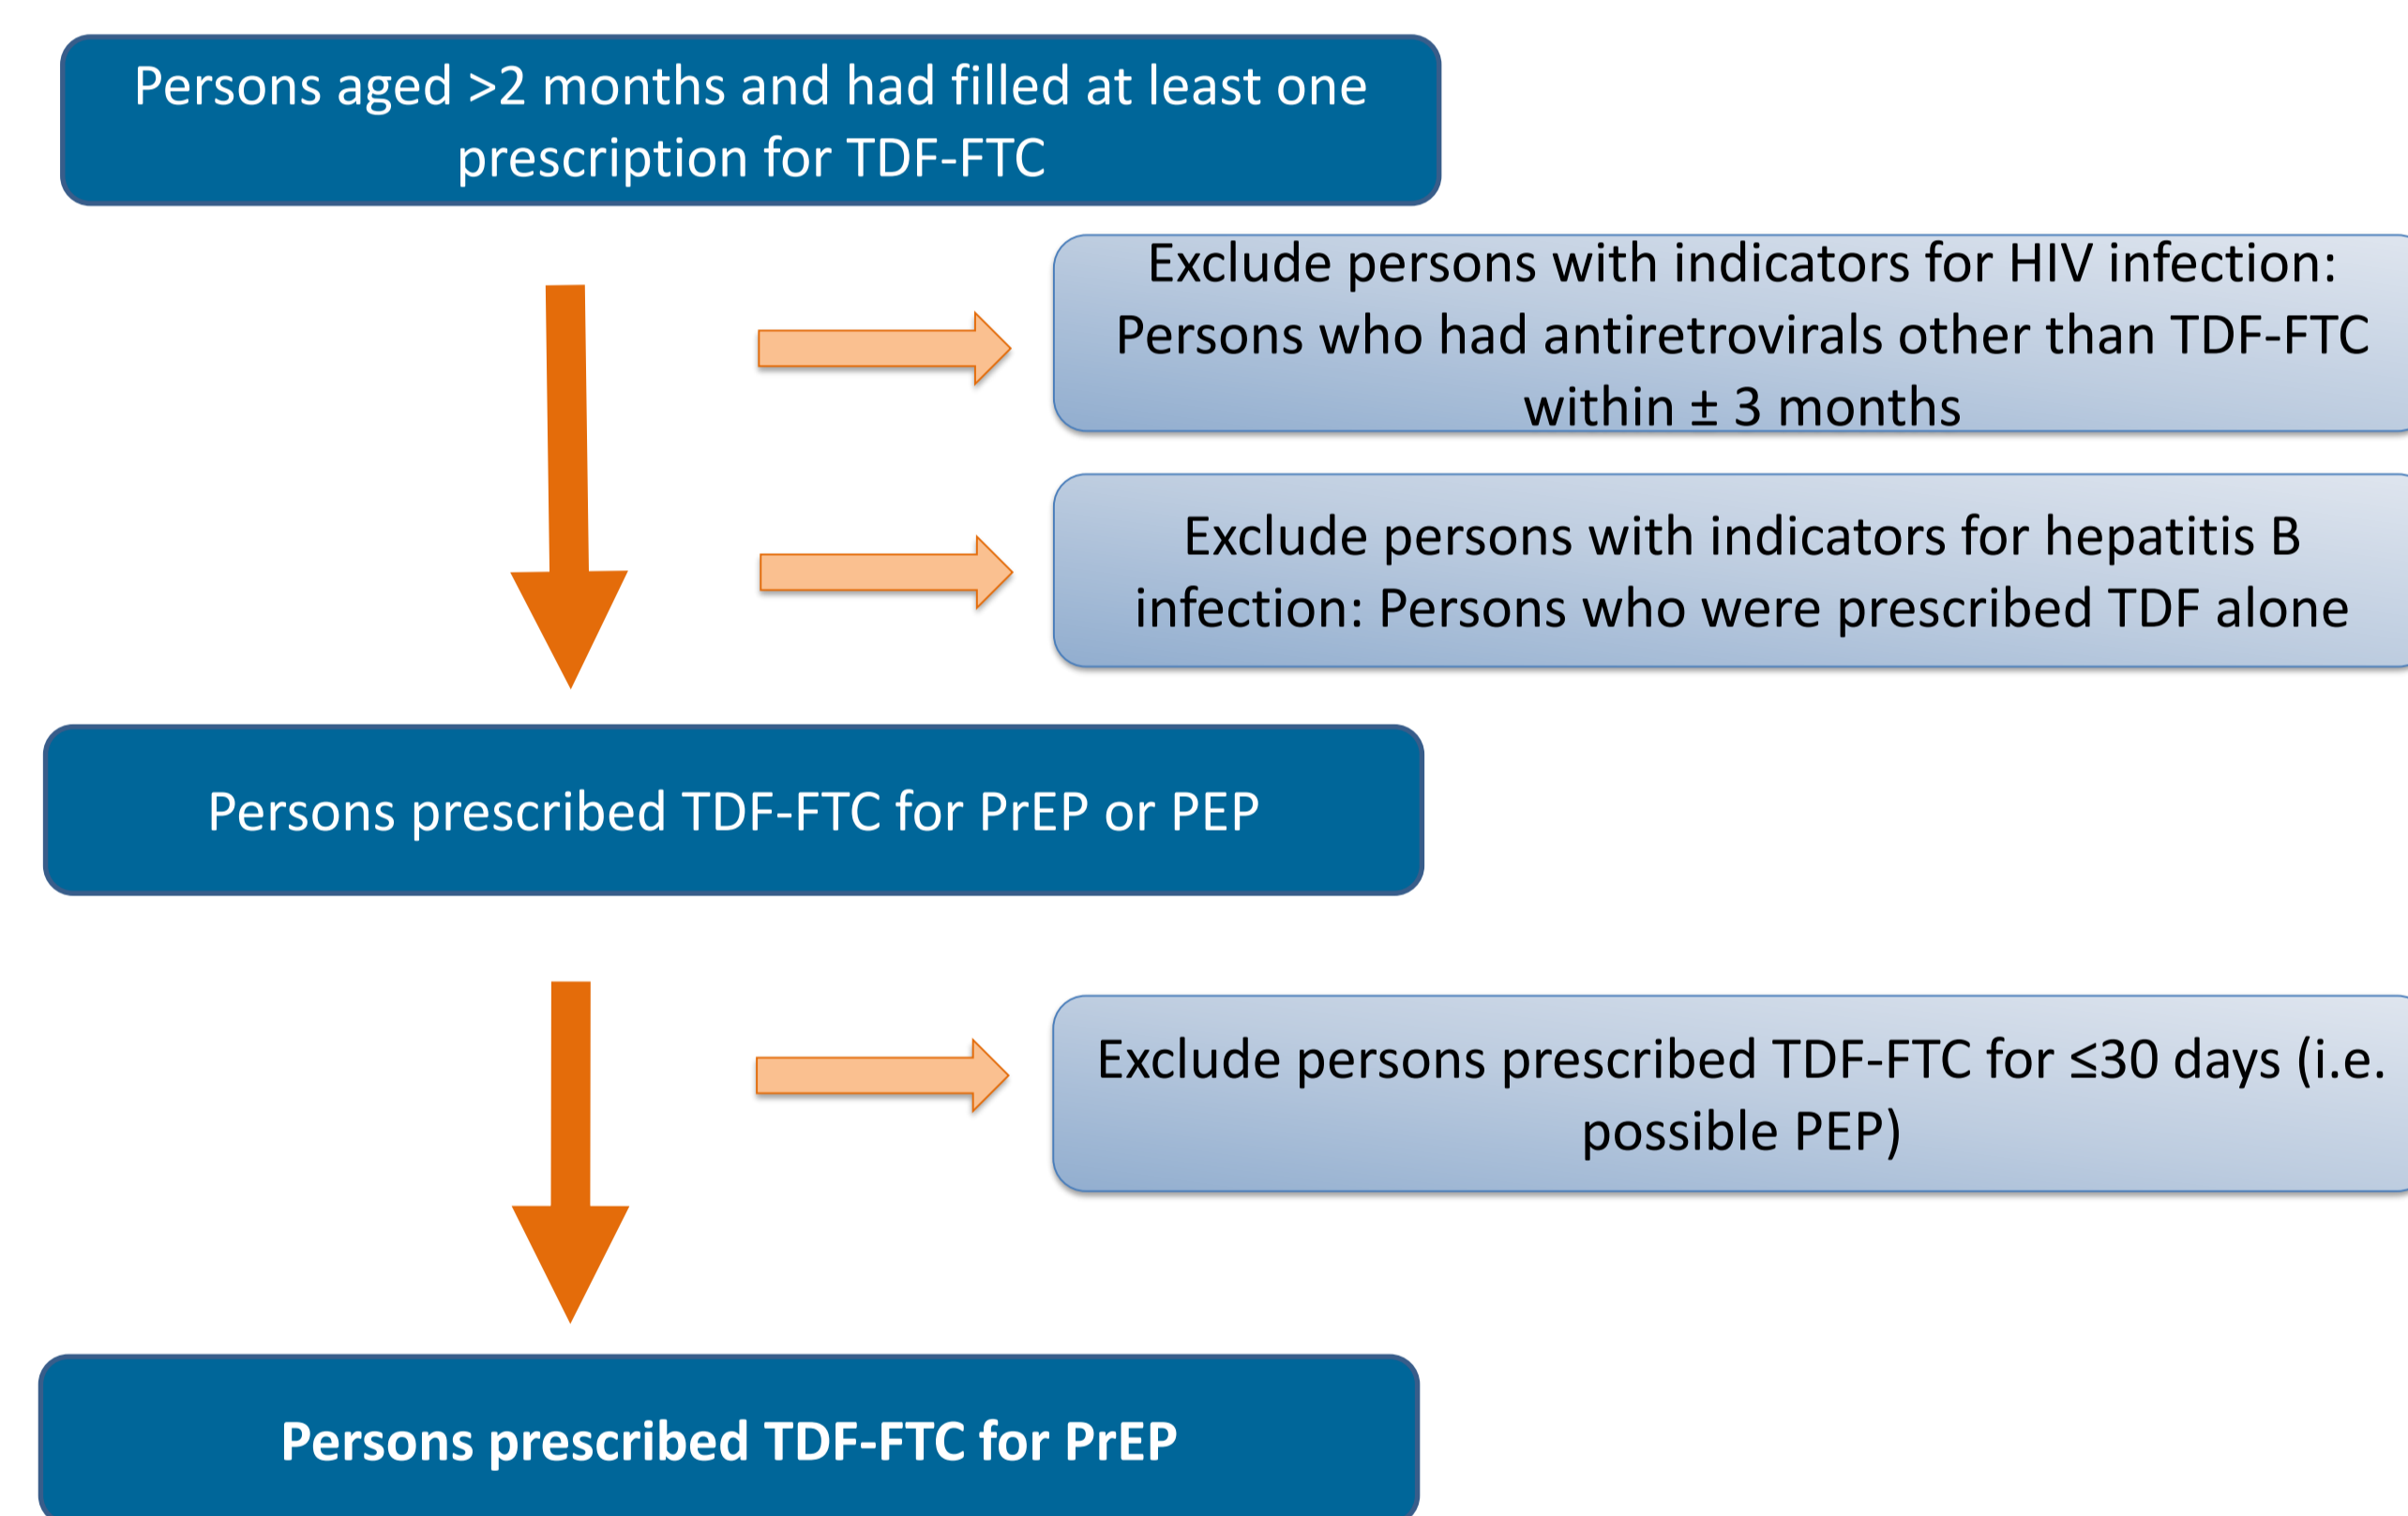 Persons aged >2 months and had filled at least one
prescription for TDF-FTC
Exclude persons with indicators for HIV infection:
Persons who had antiretrovirals other than TDF-FTC
within ± 3 months
Exclude persons with indicators for hepatitis B
infection: Persons who were prescribed TDF alone
Persons prescribed TDF-FTC for PrEP or PEP
Exclude persons prescribed TDF-FTC for ≤30 days (i.e.
possible PEP)
Persons prescribed TDF-FTC for PrEP